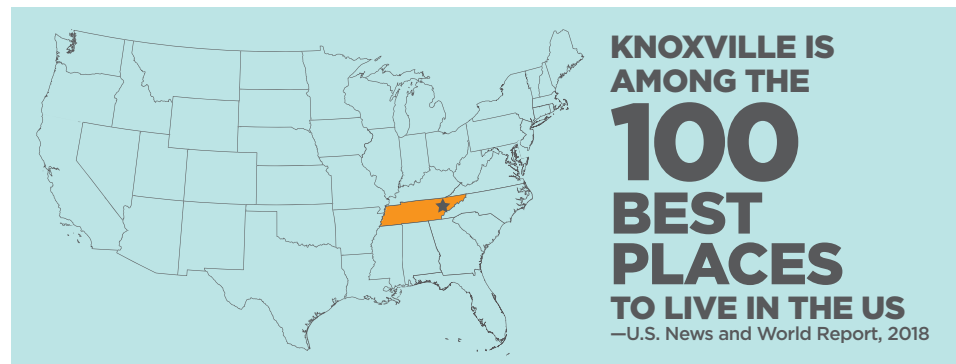 KNOXVILLE IS
AMONG THE
100
BEST
PLACES
TO LIVE IN THE US
—U.S. News and World Report, 2018